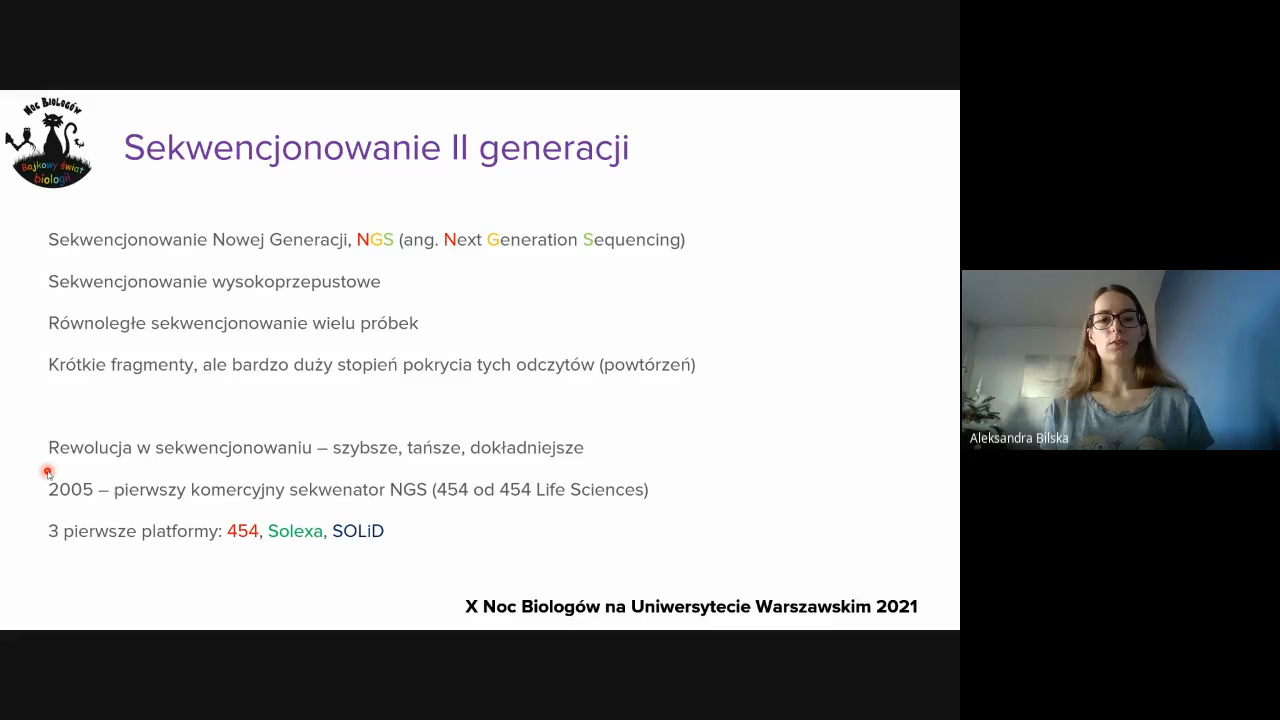 Noc Biologów
Bajkowy świat
biologii
Sekwencjonowanie II generacji
Sekwencjonowanie Nowej Generacji, NGS (ang. Next Generation Sequencing)
Sekwencjonowanie wysokoprzepustowe
Równoległe sekwencjonowanie wielu próbek
Krótkie fragmenty, ale bardzo duży stopień pokrycia tych odczytów (powtórzeń)
Rewolucja w sekwencjonowaniu – szybsze, tańsze, dokładniejsze
2005 – pierwszy komercyjny sekwenator NGS (454 od 454 Life Sciences)
3 pierwsze platformy: 454, Solexa, SOLiD
X Noc Biologów na Uniwersytecie Warszawskim 2021
Aleksandra Bilska